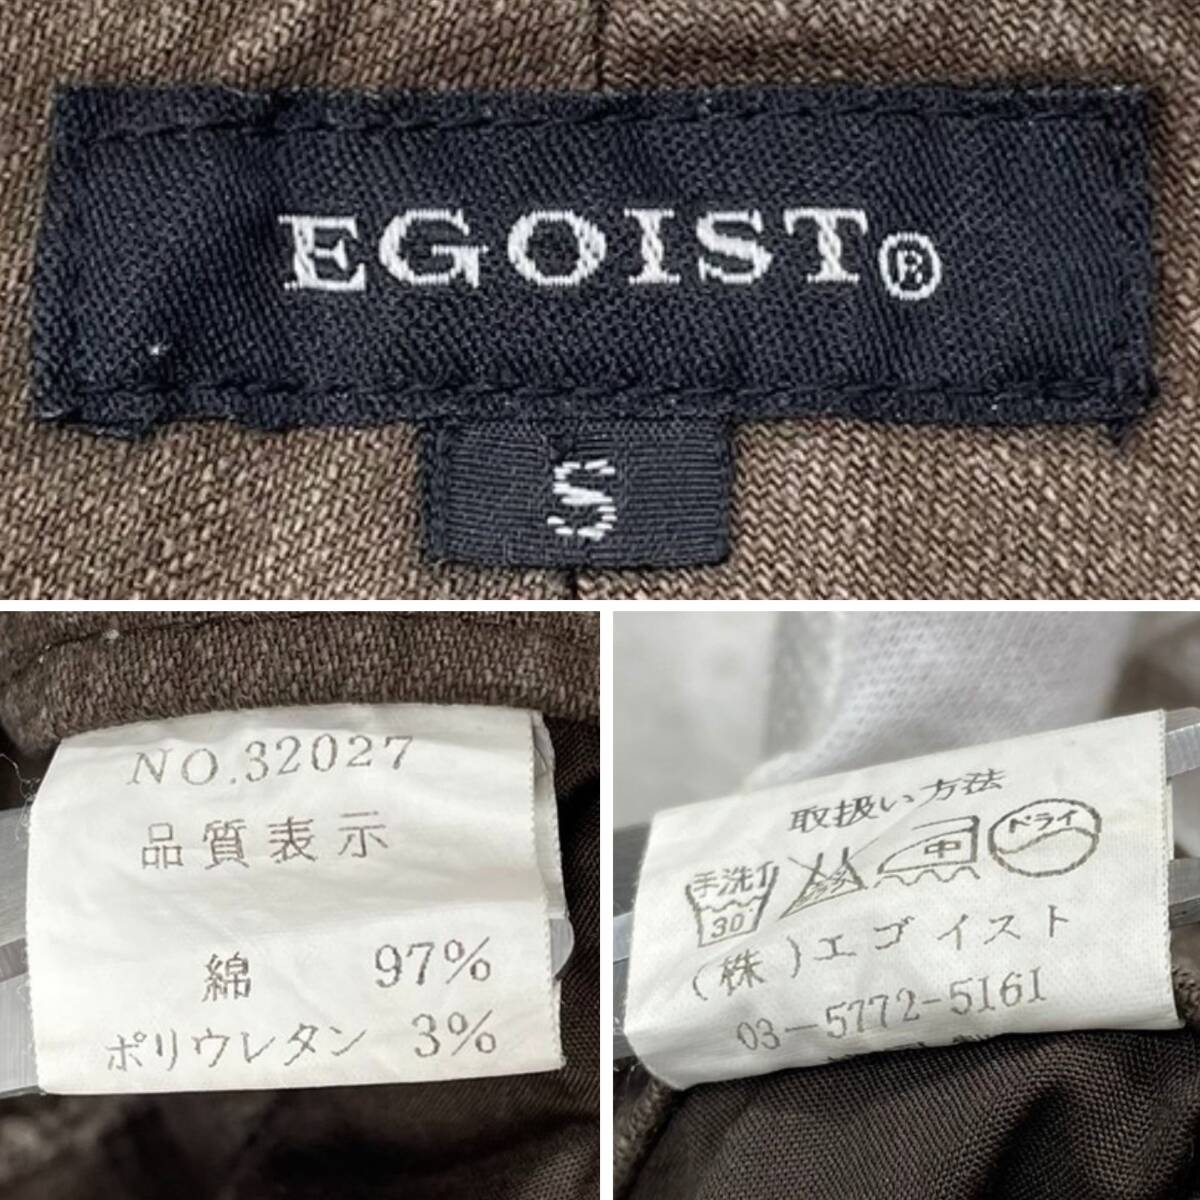 EGOIST®
S
NO.32027
品質表示
綿 97%
ポリウレタン 3%
取扱い方法
手洗イ 30 中 ドライ
(株)エゴイスト
03-5772-5161